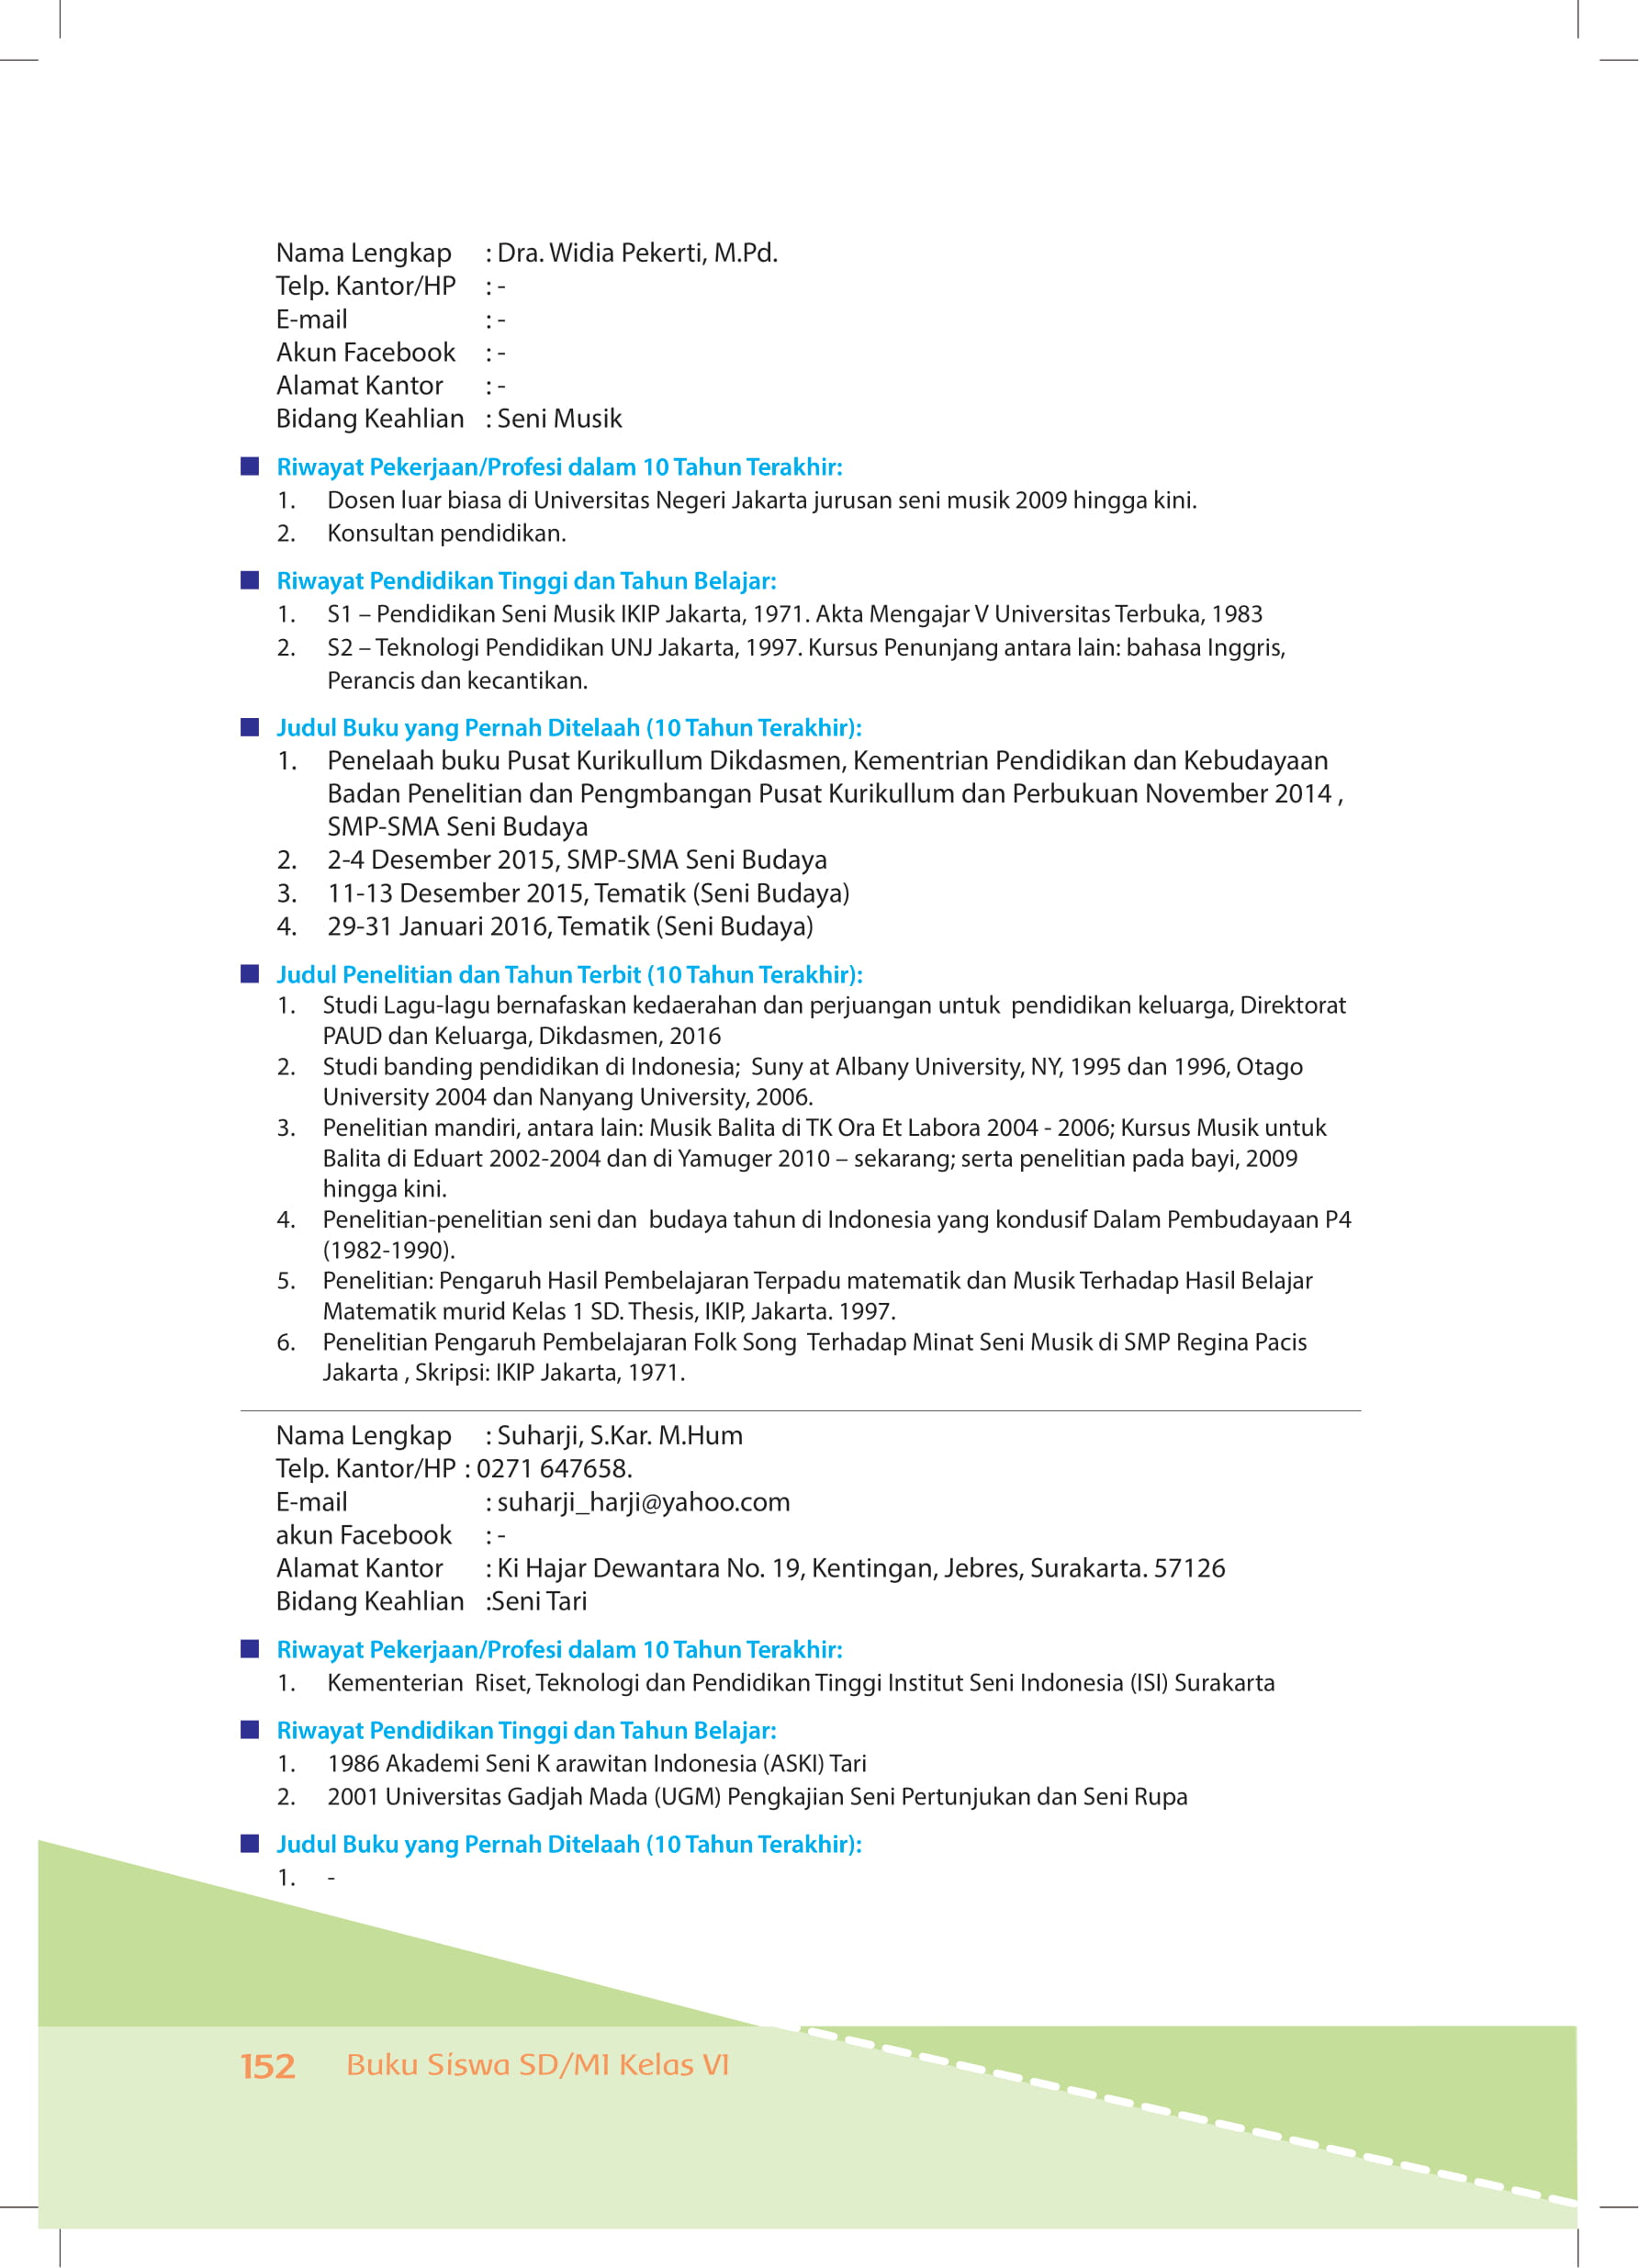 Nama Lengkap : Dra. Widia Pekerti, M.Pd.
Telp. Kantor/HP : -
E-mail : -
Akun Facebook : -
Alamat Kantor : -
Bidang Keahlian : Seni Musik
Riwayat Pekerjaan/Profesi dalam 10 Tahun Terakhir:
1. Dosen luar biasa di Universitas Negeri Jakarta jurusan seni musik 2009 hingga kini.
2. Konsultan pendidikan.
Riwayat Pendidikan Tinggi dan Tahun Belajar:
1. S1 – Pendidikan Seni Musik IKIP Jakarta, 1971. Akta Mengajar V Universitas Terbuka, 1983
2. S2 – Teknologi Pendidikan UNJ Jakarta, 1997. Kursus Penunjang antara lain: bahasa Inggris,
Perancis dan kecantikan.
Judul Buku yang Pernah Ditelaah (10 Tahun Terakhir):
1. Penelaah buku Pusat Kurikullum Dikdasmen, Kementrian Pendidikan dan Kebudayaan
Badan Penelitian dan Pengmbangan Pusat Kurikullum dan Perbukuan November 2014 ,
SMP-SMA Seni Budaya
2. 2-4 Desember 2015, SMP-SMA Seni Budaya
3. 11-13 Desember 2015, Tematik (Seni Budaya)
4. 29-31 Januari 2016, Tematik (Seni Budaya)
Judul Penelitian dan Tahun Terbit (10 Tahun Terakhir):
1. Studi Lagu-lagu bernafaskan kedaerahan dan perjuangan untuk pendidikan keluarga, Direktorat
PAUD dan Keluarga, Dikdasmen, 2016
2. Studi banding pendidikan di Indonesia; Suny at Albany University, NY, 1995 dan 1996, Otago
University 2004 dan Nanyang University, 2006.
3. Penelitian mandiri, antara lain: Musik Balita di TK Ora Et Labora 2004 - 2006; Kursus Musik untuk
Balita di Eduart 2002-2004 dan di Yamuger 2010 – sekarang; serta penelitian pada bayi, 2009
hingga kini.
4. Penelitian-penelitian seni dan budaya tahun di Indonesia yang kondusif Dalam Pembudayaan P4
(1982-1990).
5. Penelitian: Pengaruh Hasil Pembelajaran Terpadu matematik dan Musik Terhadap Hasil Belajar
Matematik murid Kelas 1 SD. Thesis, IKIP, Jakarta. 1997.
6. Penelitian Pengaruh Pembelajaran Folk Song Terhadap Minat Seni Musik di SMP Regina Pacis
Jakarta , Skripsi: IKIP Jakarta, 1971.
Nama Lengkap : Suharji, S.Kar. M.Hum
Telp. Kantor/HP : 0271 647658.
E-mail : suharji_harji@yahoo.com
akun Facebook : -
Alamat Kantor : Ki Hajar Dewantara No. 19, Kentingan, Jebres, Surakarta. 57126
Bidang Keahlian :Seni Tari
Riwayat Pekerjaan/Profesi dalam 10 Tahun Terakhir:
1. Kementerian Riset, Teknologi dan Pendidikan Tinggi Institut Seni Indonesia (ISI) Surakarta
Riwayat Pendidikan Tinggi dan Tahun Belajar:
1. 1986 Akademi Seni K arawitan Indonesia (ASKI) Tari
2. 2001 Universitas Gadjah Mada (UGM) Pengkajian Seni Pertunjukan dan Seni Rupa
Judul Buku yang Pernah Ditelaah (10 Tahun Terakhir):
1. -
152 Buku Siswa SD/MI Kelas VI